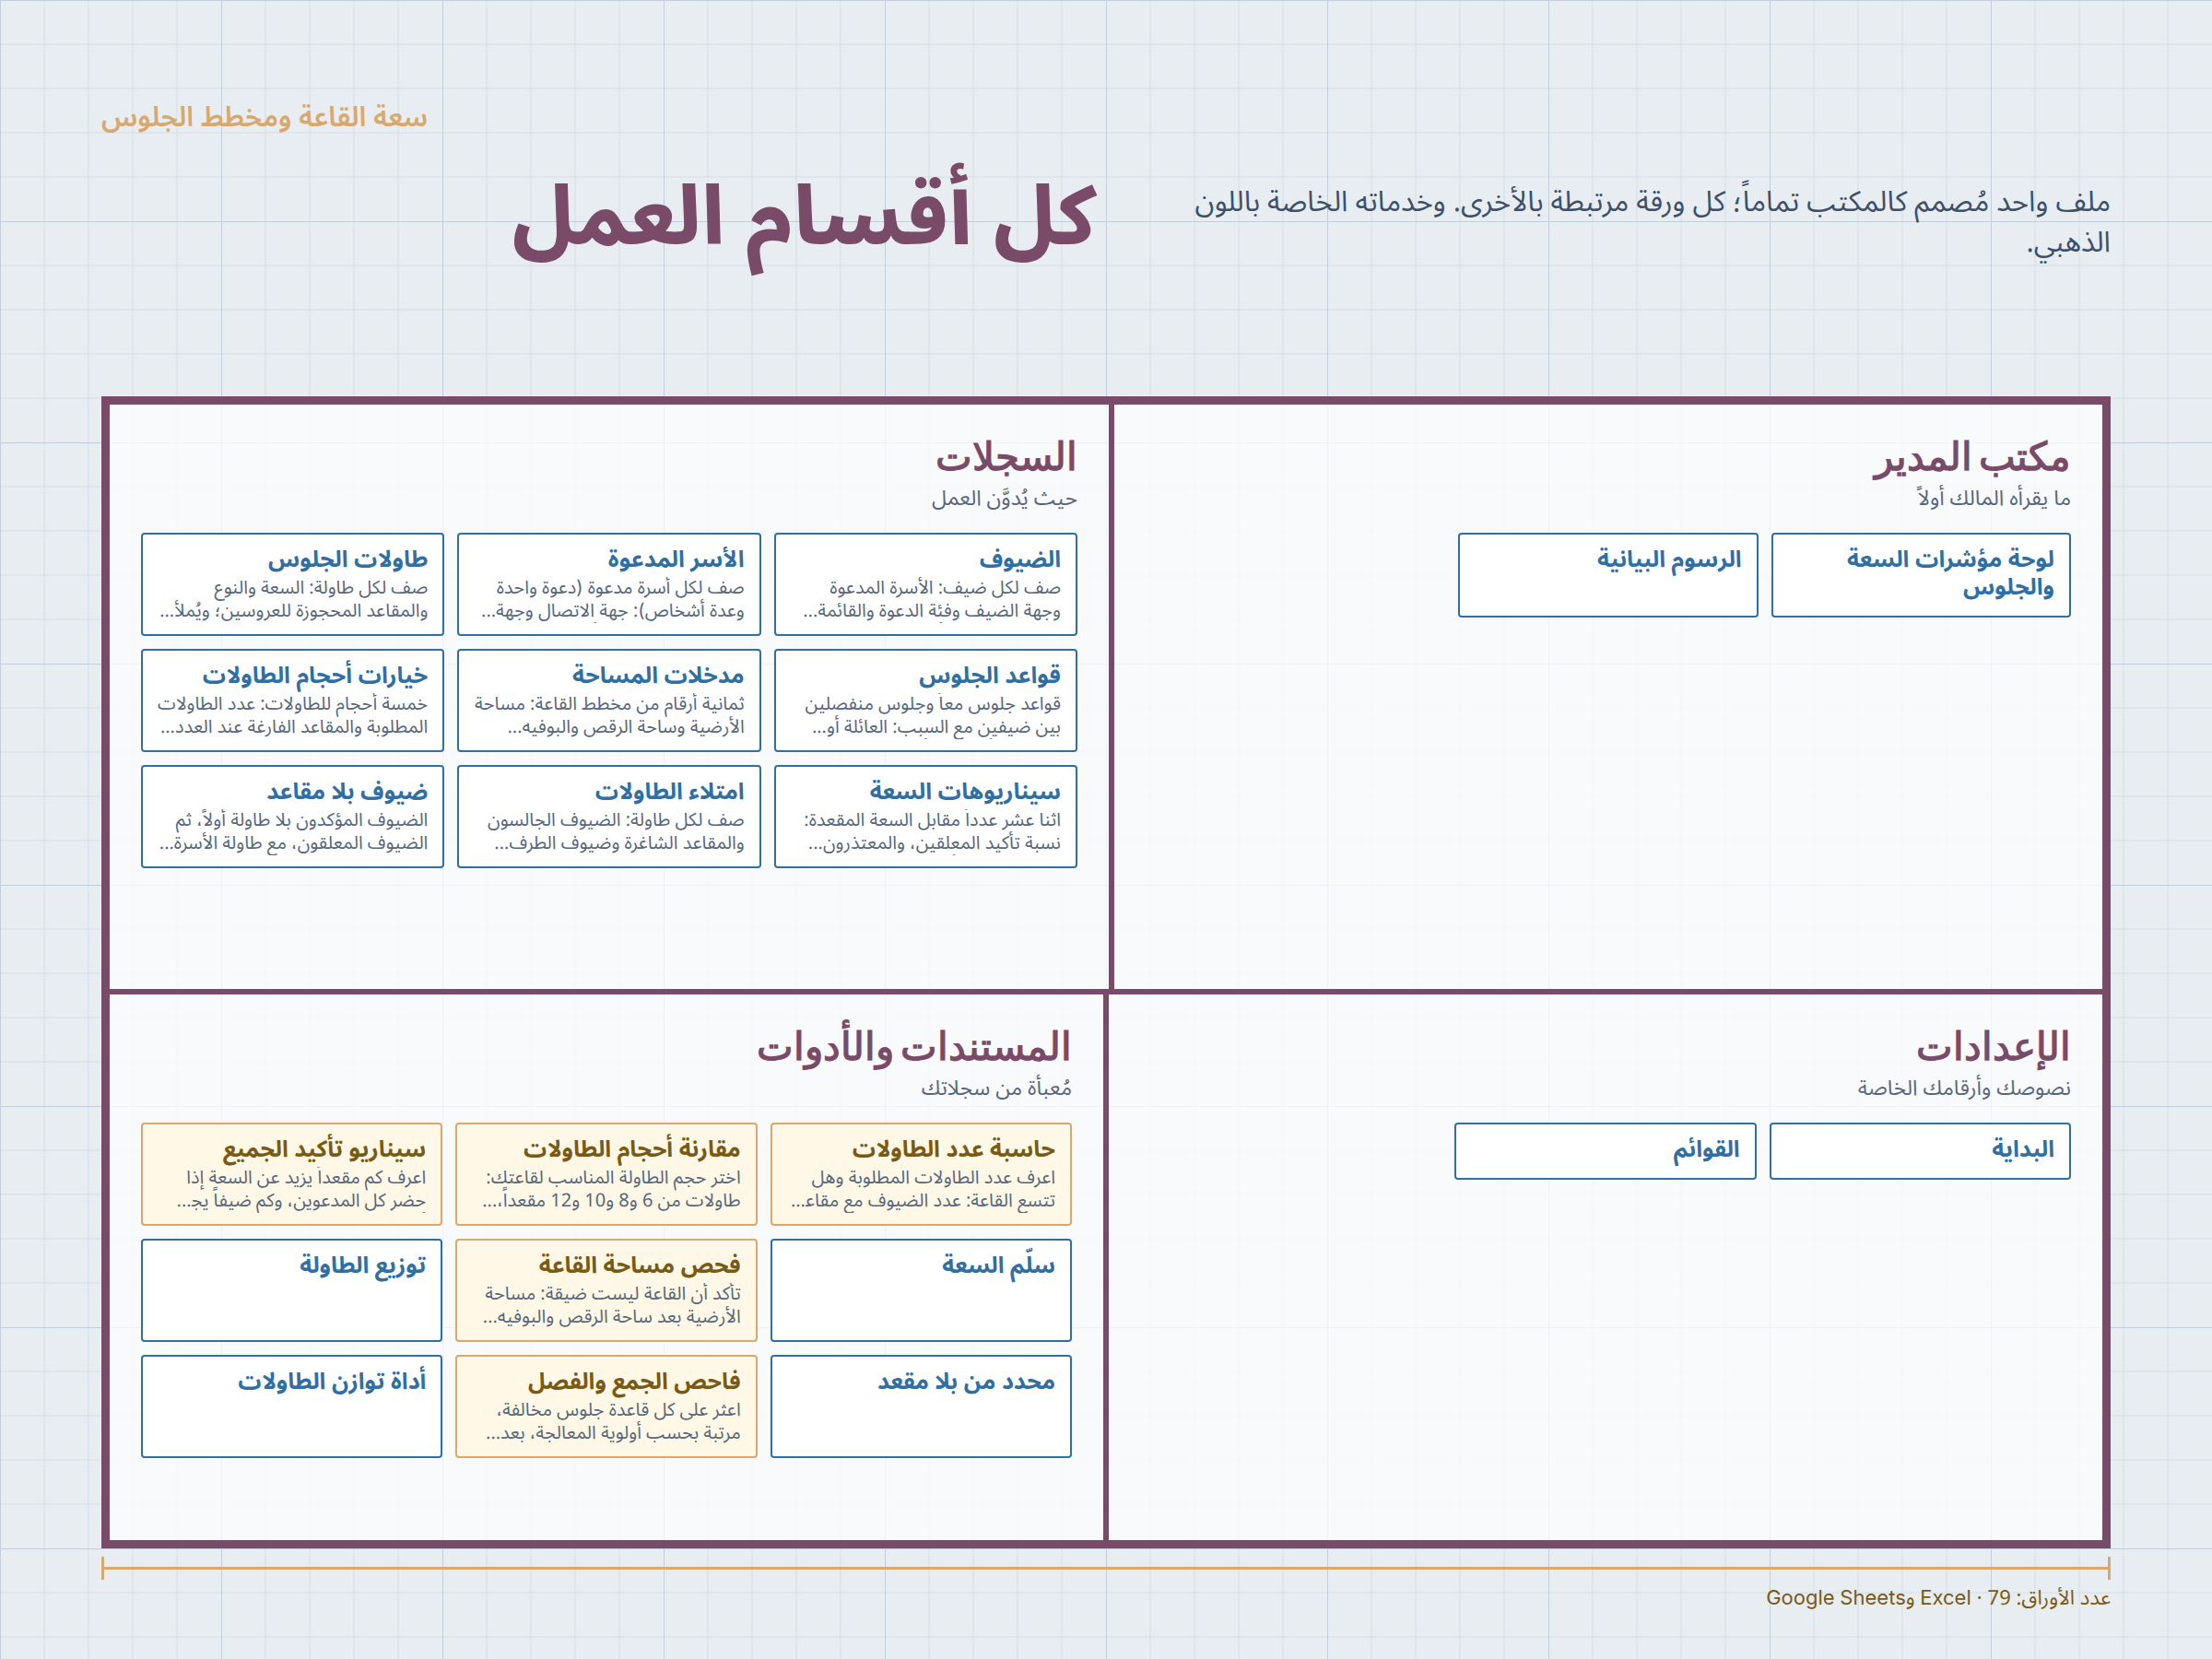 سعة القاعة ومخطط الجلوس
كل أقسام العمل
ملف واحد مُصمم كالمكتب تماماً؛ كل ورقة مرتبطة بالأخرى. وخدماته الخاصة باللون
الذهبي.
مكتب المدير
ما يقرأه المالك أولاً
لوحة مؤشرات السعة
والجلوس
الرسوم البيانية
السجلات
حيث يُدوَّن العمل
الضيوف
صف لكل ضيف: الأسرة المدعوة
وجهة الضيف وفئة الدعوة والقائمة...
الأسر المدعوة
صف لكل أسرة مدعوة (دعوة واحدة
وعدة أشخاص): جهة الاتصال وجهة...
طاولات الجلوس
صف لكل طاولة: السعة والنوع
والمقاعد المحجوزة للعروسين؛ ويُملأ...
قواعد الجلوس
قواعد جلوس معاً وجلوس منفصلين
بين ضيفين مع السبب: العائلة أو...
مدخلات المساحة
ثمانية أرقام من مخطط القاعة: مساحة
الأرضية وساحة الرقص والبوفيه...
خيارات أحجام الطاولات
خمسة أحجام للطاولات: عدد الطاولات
المطلوبة والمقاعد الفارغة عند العدد...
سيناريوهات السعة
اثنا عشر عدداً مقابل السعة المقعدة:
نسبة تأكيد المعلقين، والمعتذرون...
امتلاء الطاولات
صف لكل طاولة: الضيوف الجالسون
والمقاعد الشاغرة وضيوف الطرف...
ضيوف بلا مقاعد
الضيوف المؤكدون بلا طاولة أولاً، ثم
الضيوف المعلقون، مع طاولة الأسرة...
الإعدادات
نصوصك وأرقامك الخاصة
البداية
القوائم
المستندات والأدوات
مُعبأة من سجلاتك
حاسبة عدد الطاولات
اعرف عدد الطاولات المطلوبة وهل
تتسع القاعة: عدد الضيوف مع مقاعـ...
مقارنة أحجام الطاولات
اختر حجم الطاولة المناسب لقاعتك:
طاولات من 6 و8 و10 و12 مقعداً،...
سيناريو تأكيد الجميع
اعرف كم مقعداً يزيد عن السعة إذا
حضر كل المدعوين، وكم ضيفاً يجـ...
سلّم السعة
فحص مساحة القاعة
تأكد أن القاعة ليست ضيقة: مساحة
الأرضية بعد ساحة الرقص والبوفيه...
توزيع الطاولة
محدد من بلا مقعد
فاحص الجمع والفصل
اعثر على كل قاعدة جلوس مخالفة،
مرتبة بحسب أولوية المعالجة، بعد...
أداة توازن الطاولات
عدد الأوراق: 79 · Excel وGoogle Sheets